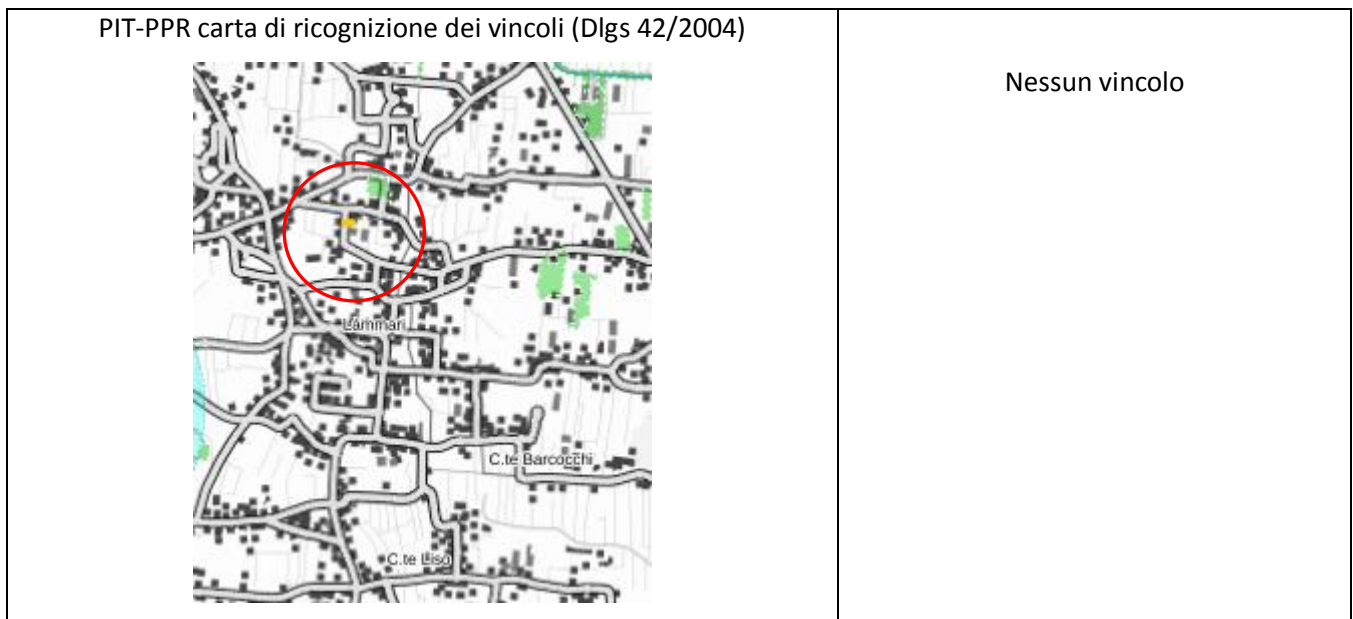 PIT-PPR carta di ricognizione dei vincoli (Dlgs 42/2004)
Nessun vincolo
Lammari
C.te Barcocchi
C.te Liso